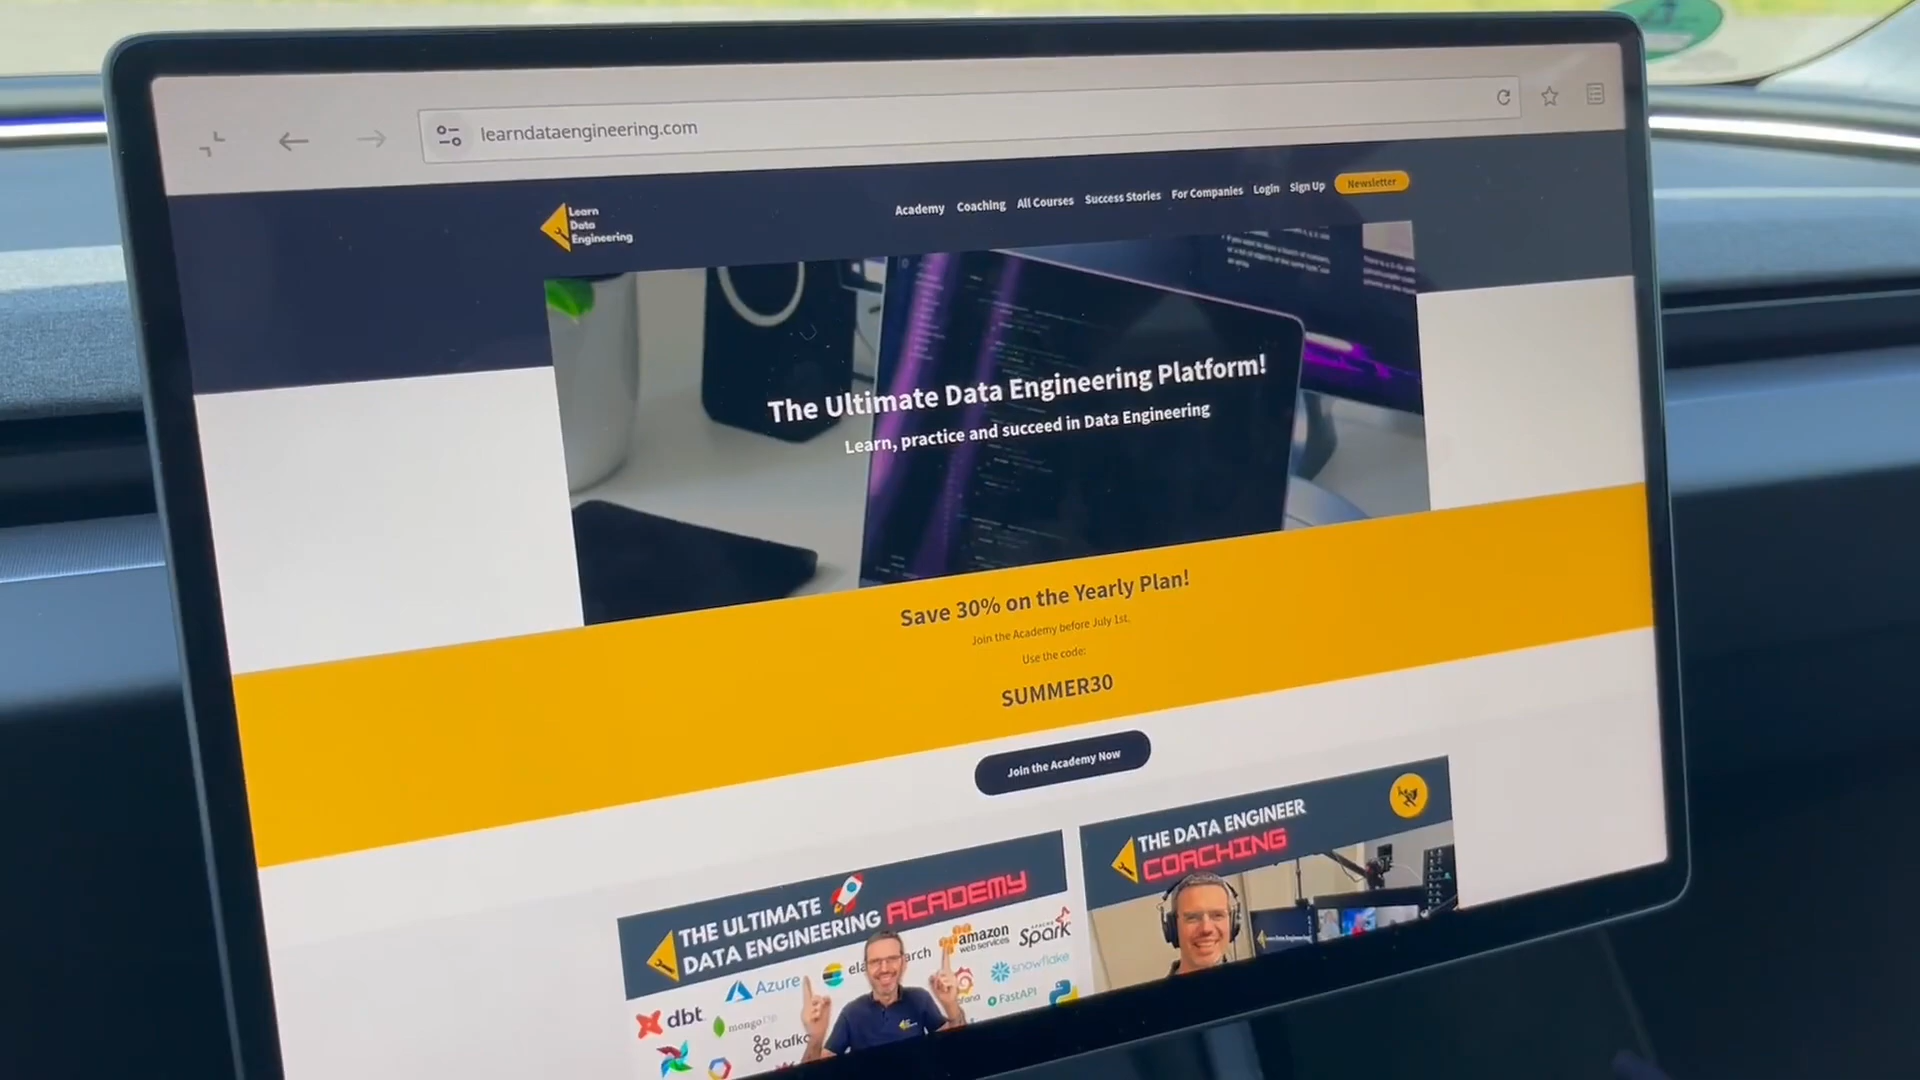 learndataengineering.com
Learn
Data
Engineering
Academy Coaching All Courses Success Stories For Companies Login Sign Up Newsletter
The Ultimate Data Engineering Platform!
Learn, practice and succeed in Data Engineering
Save 30% on the Yearly Plan!
Join the Academy before July 1st.
Use the code:
SUMMER30
Join the Academy Now
THE ULTIMATE
DATA ENGINEERING ACADEMY
dbt
Azure
mongo
kafka
ela
arch
amazon
web services
APACHE
Spark
snowflake
FastAPI
THE DATA ENGINEER
COACHING